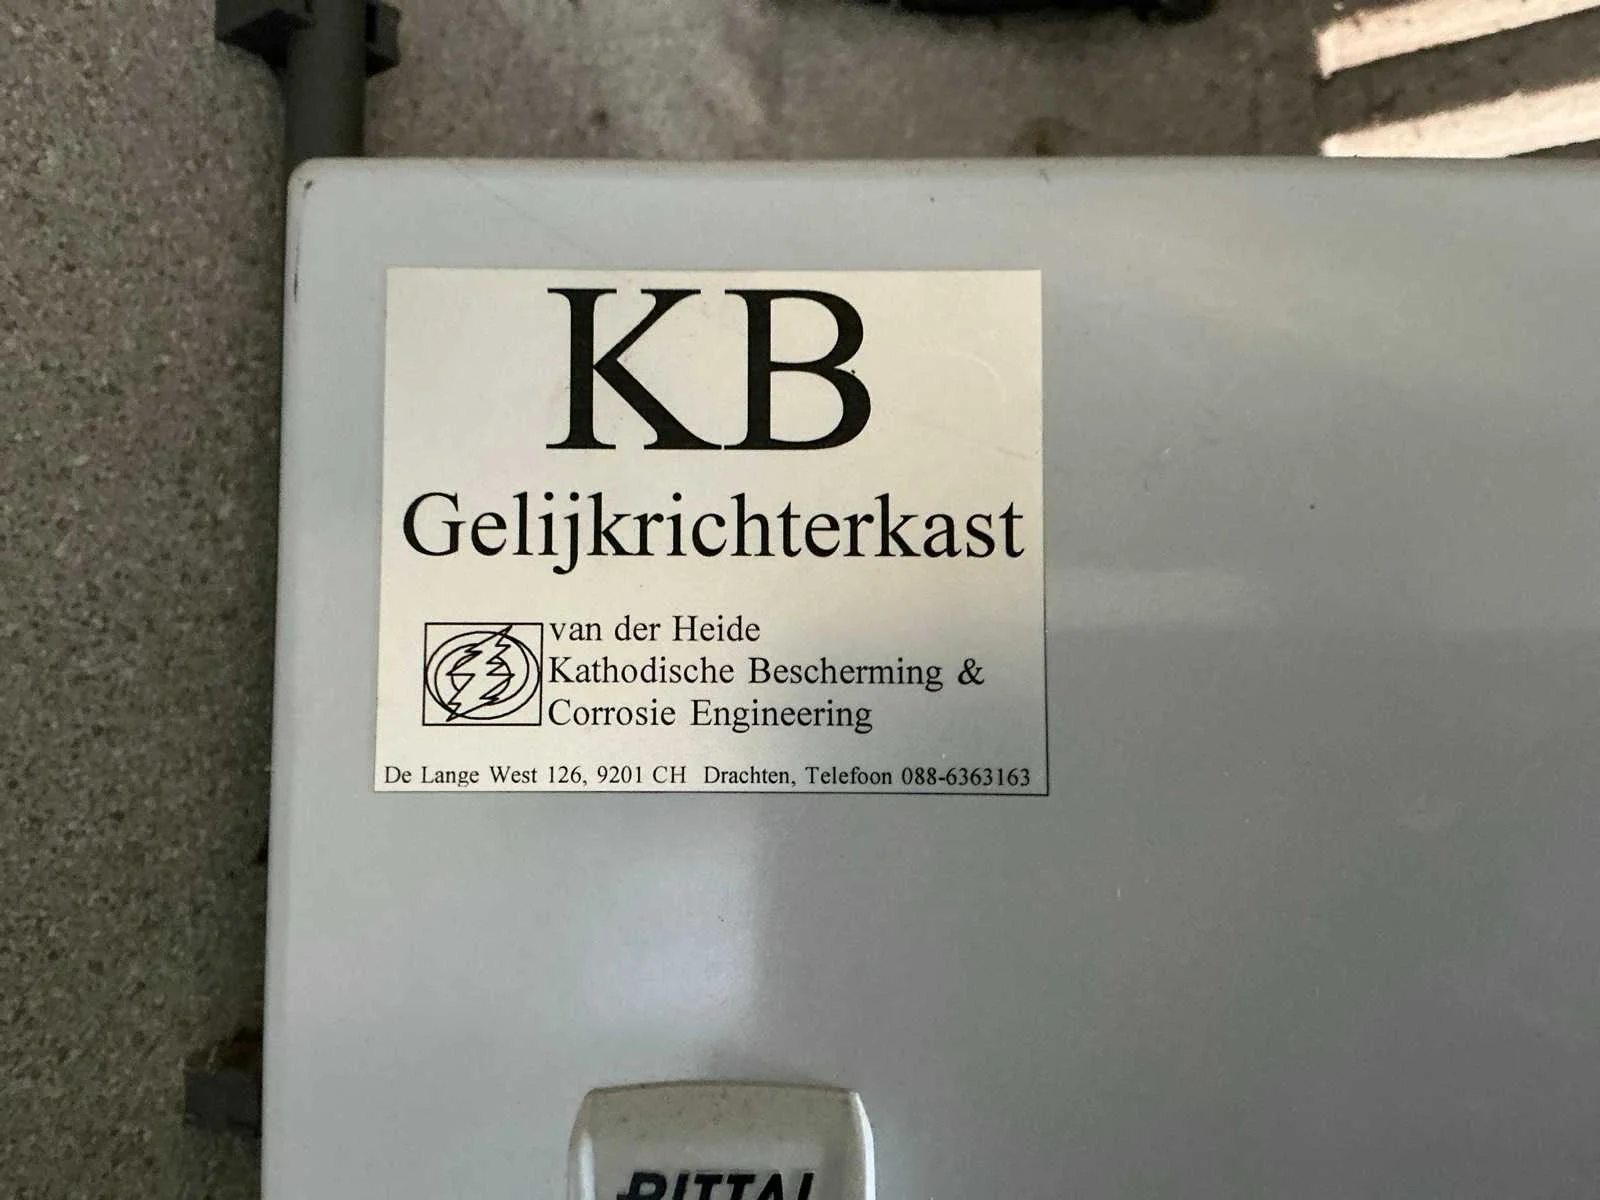 KB
Gelijkrichterkast
van der Heide
Kathodische Bescherming &
Corrosie Engineering
De Lange West 126, 9201 CH Drachten, Telefoon 088-6363163
RITTAL